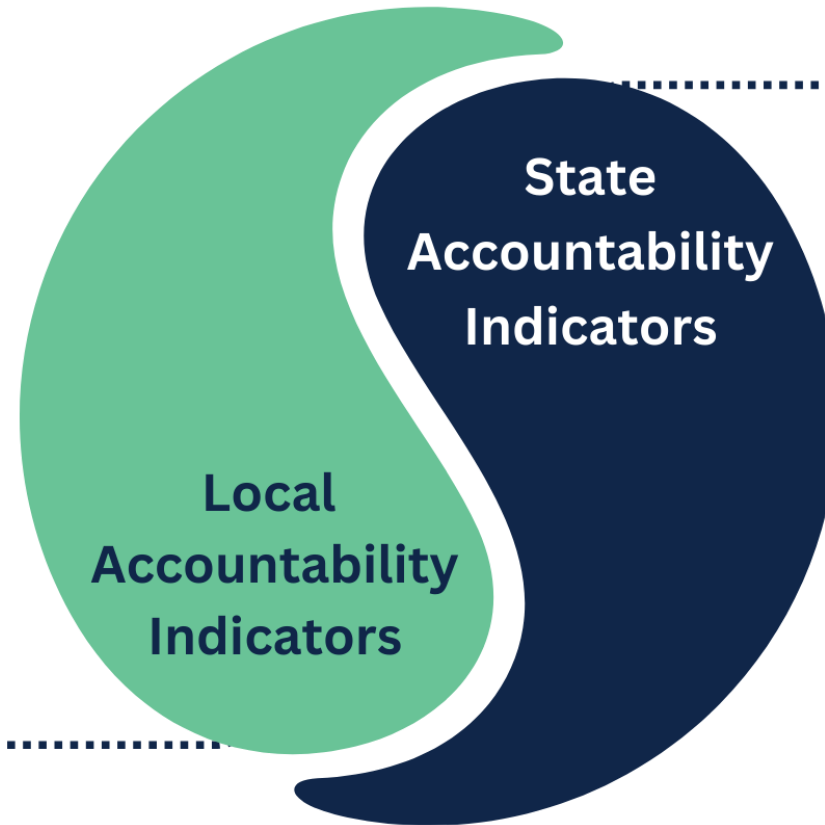 State
Accountability
Indicators
Local
Accountability
Indicators